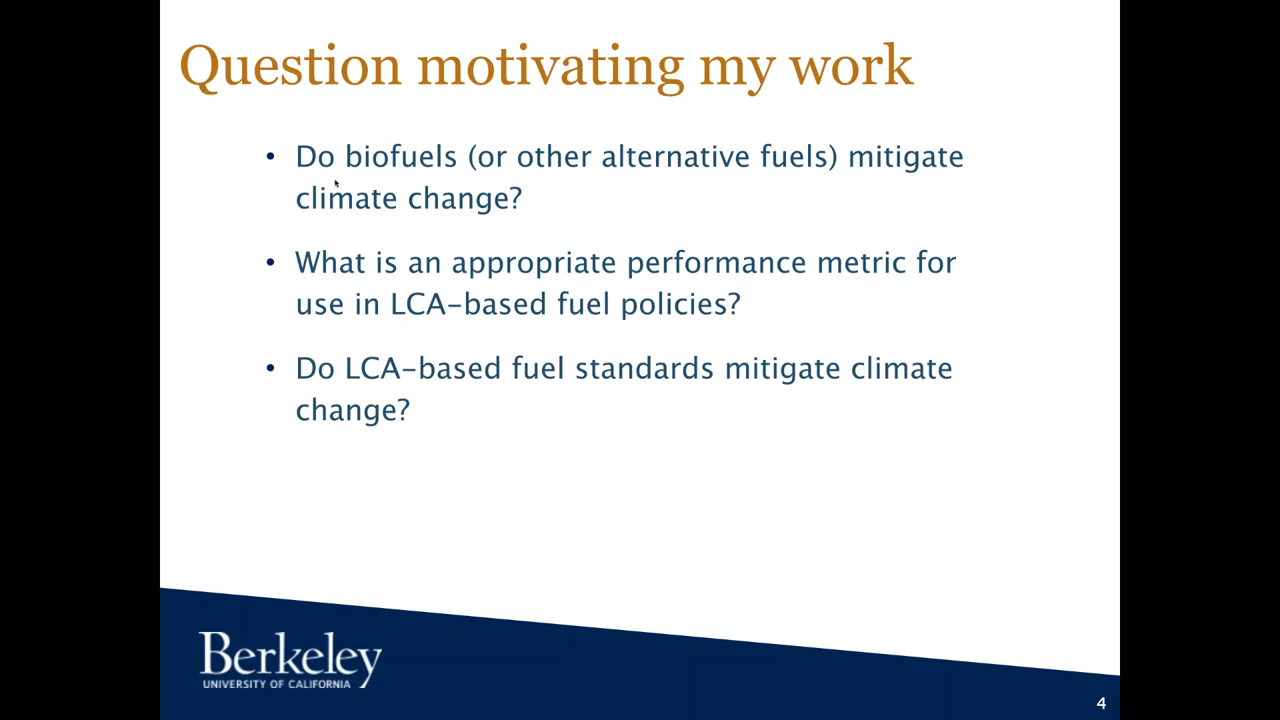 Question motivating my work
• Do biofuels (or other alternative fuels) mitigate
climate change?
• What is an appropriate performance metric for
use in LCA-based fuel policies?
• Do LCA-based fuel standards mitigate climate
change?
Berkeley
UNIVERSITY OF CALIFORNIA
4